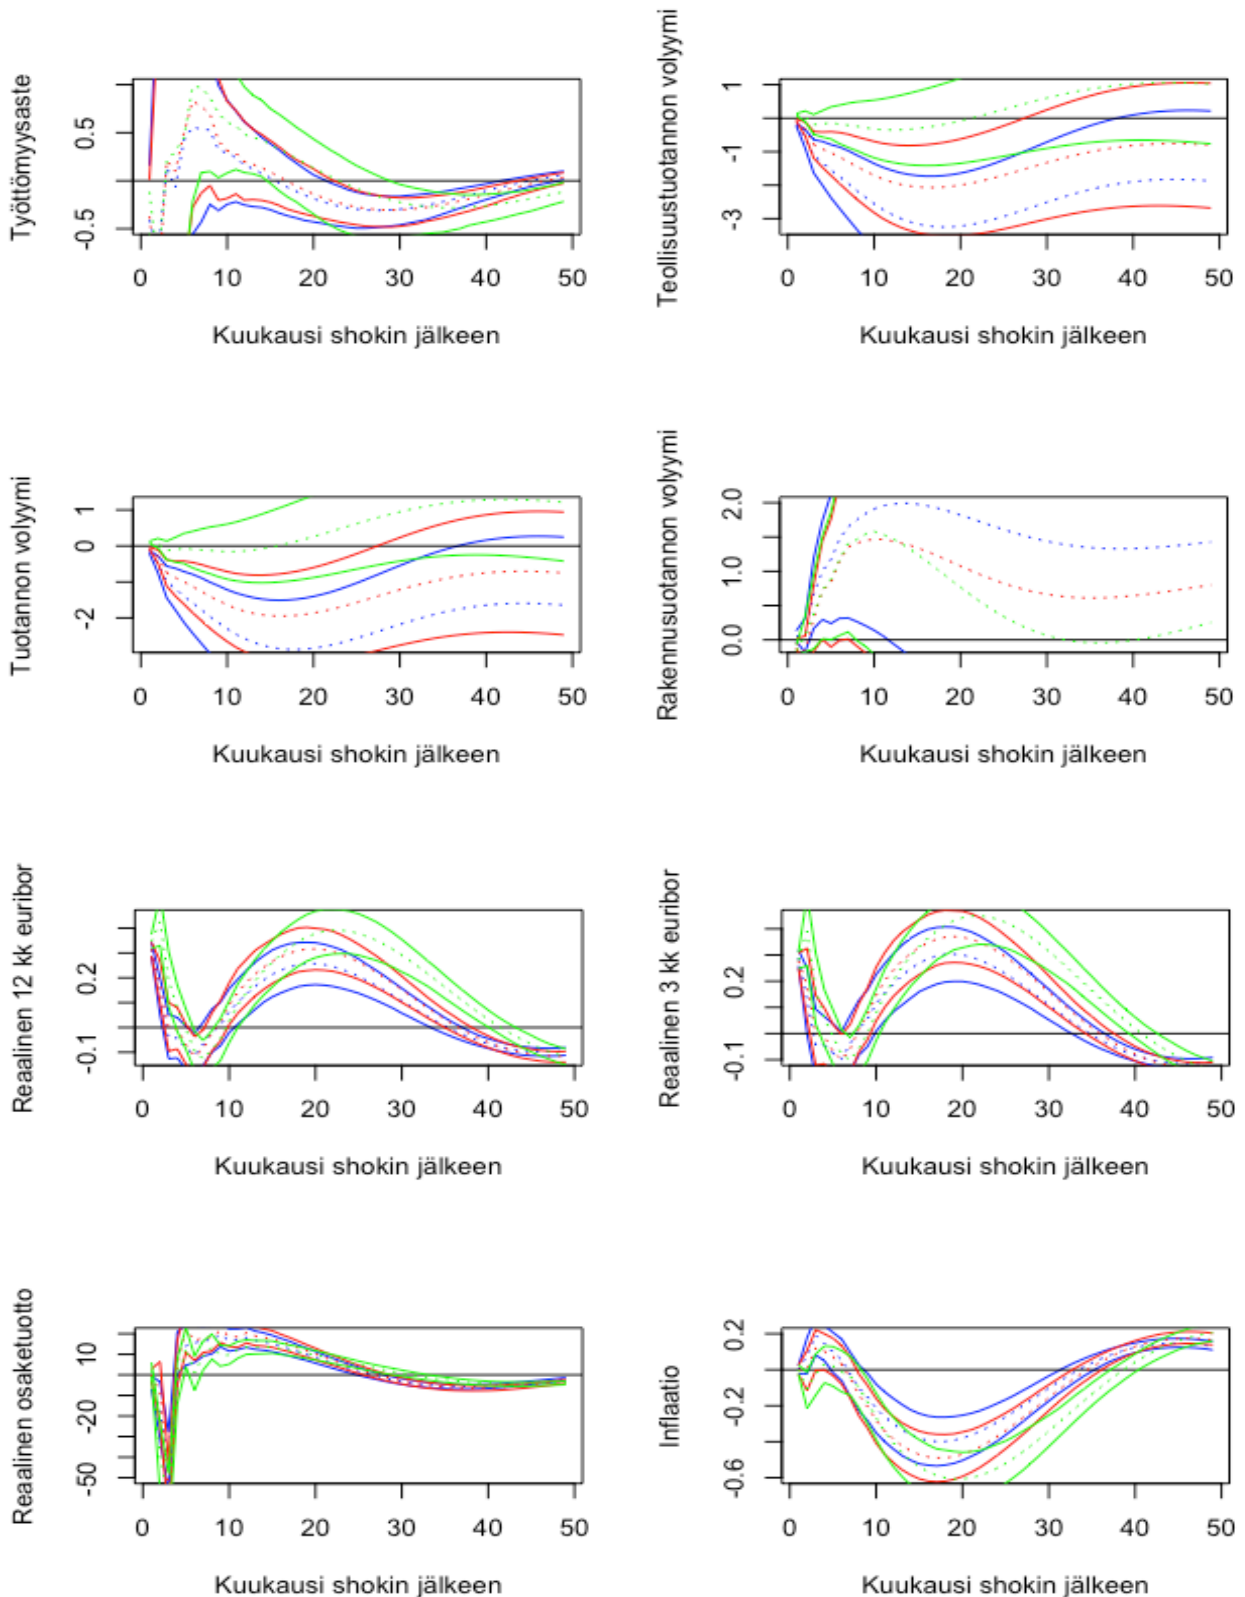 Työttömyysaste
0.5
-0.5
0 10 20 30 40 50
Kuukausi shokin jälkeen
Teollisuustuotannon volyymi
1
-1
-3
0 10 20 30 40 50
Kuukausi shokin jälkeen
Tuotannon volyymi
1
0
-2
0 10 20 30 40 50
Kuukausi shokin jälkeen
Rakennusuotannon volyymi
2.0
1.0
0.0
0 10 20 30 40 50
Kuukausi shokin jälkeen
Reaalinen 12 kk euribor
0.2
-0.1
0 10 20 30 40 50
Kuukausi shokin jälkeen
Reaalinen 3 kk euribor
0.2
-0.1
0 10 20 30 40 50
Kuukausi shokin jälkeen
Reaalinen osaketuotto
10
-20
-50
0 10 20 30 40 50
Kuukausi shokin jälkeen
Inflaatio
0.2
-0.2
-0.6
0 10 20 30 40 50
Kuukausi shokin jälkeen